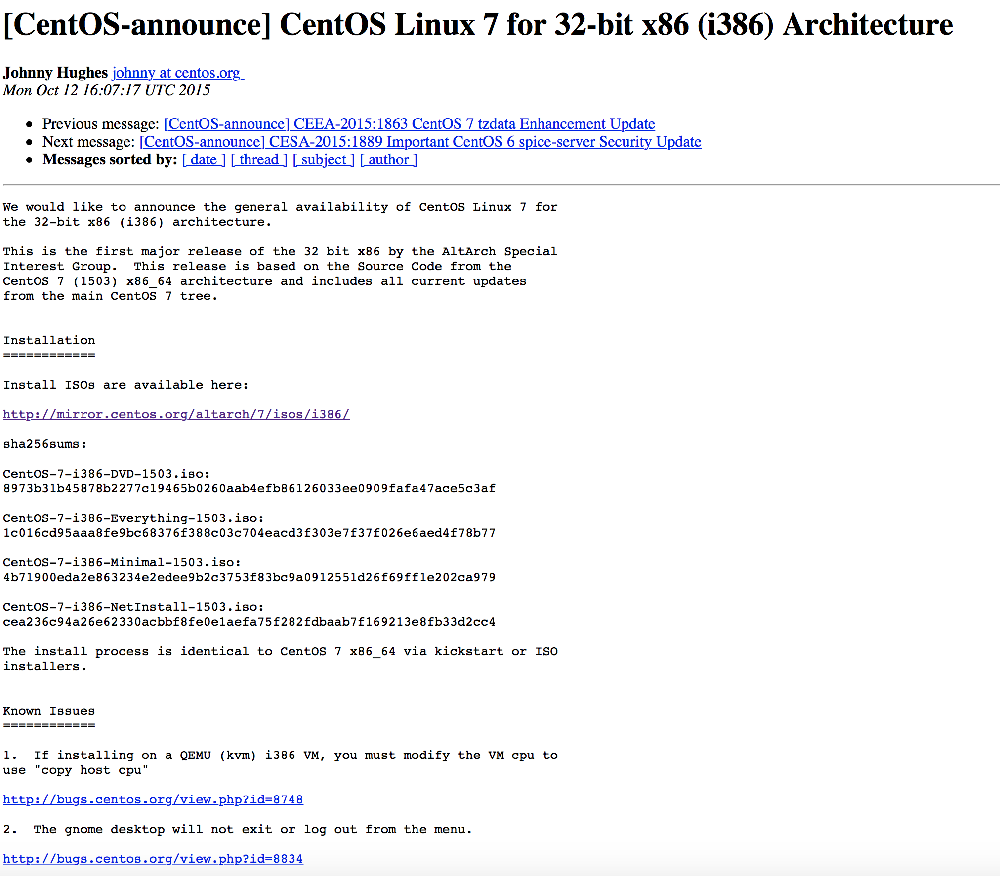 [CentOS-announce] CentOS Linux 7 for 32-bit x86 (i386) Architecture
Johnny Hughes johnny at centos.org
Mon Oct 12 16:07:17 UTC 2015
• Previous message: [CentOS-announce] CEEA-2015:1863 CentOS 7 tzdata Enhancement Update
• Next message: [CentOS-announce] CESA-2015:1889 Important CentOS 6 spice-server Security Update
• Messages sorted by: [ date ] [ thread ] [ subject ] [ author ]
We would like to announce the general availability of CentOS Linux 7 for
the 32-bit x86 (i386) architecture.
This is the first major release of the 32 bit x86 by the AltArch Special
Interest Group.  This release is based on the Source Code from the
CentOS 7 (1503) x86_64 architecture and includes all current updates
from the main CentOS 7 tree.
Installation
============
Install ISOs are available here:
http://mirror.centos.org/altarch/7/isos/i386/
sha256sums:
CentOS-7-i386-DVD-1503.iso:
8973b31b45878b2277c19465b0260aab4efb86126033ee0909fafa47ace5c3af
CentOS-7-i386-Everything-1503.iso:
1c016cd95aaa8fe9bc68376f388c03c704eacd3f303e7f37f026e6aed4f78b77
CentOS-7-i386-Minimal-1503.iso:
4b71900eda2e863234e2edee9b2c3753f83bc9a0912551d26f69ff1e202ca979
CentOS-7-i386-NetInstall-1503.iso:
cea236c94a26e62330acbbf8fe0e1aefa75f282fdbaab7f169213e8fb33d2cc4
The install process is identical to CentOS 7 x86_64 via kickstart or ISO
installers.
Known Issues
============
1.  If installing on a QEMU (kvm) i386 VM, you must modify the VM cpu to
use "copy host cpu"
http://bugs.centos.org/view.php?id=8748
2.  The gnome desktop will not exit or log out from the menu.
http://bugs.centos.org/view.php?id=8834